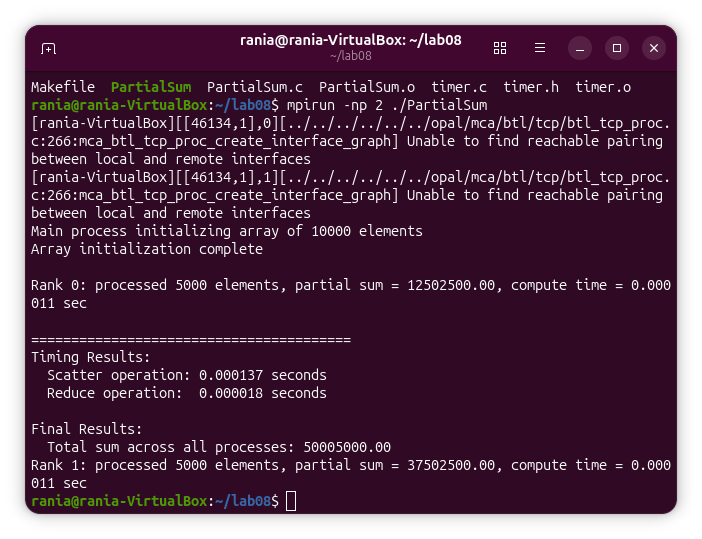 rania@rania-VirtualBox: ~/lab08
~/lab08
Makefile  PartialSum  PartialSum.c  PartialSum.o  timer.c  timer.h  timer.o
rania@rania-VirtualBox:~/lab08$ mpirun -np 2 ./PartialSum
[rania-VirtualBox][[46134,1],0][../../../../../../opal/mca/btl/tcp/btl_tcp_proc.
c:266:mca_btl_tcp_proc_create_interface_graph] Unable to find reachable pairing
between local and remote interfaces
[rania-VirtualBox][[46134,1],1][../../../../../../opal/mca/btl/tcp/btl_tcp_proc.
c:266:mca_btl_tcp_proc_create_interface_graph] Unable to find reachable pairing
between local and remote interfaces
Main process initializing array of 10000 elements
Array initialization complete

Rank 0: processed 5000 elements, partial sum = 12502500.00, compute time = 0.000
011 sec

========================================
Timing Results:
  Scatter operation: 0.000137 seconds
  Reduce operation:  0.000018 seconds

Final Results:
  Total sum across all processes: 50005000.00
Rank 1: processed 5000 elements, partial sum = 37502500.00, compute time = 0.000
011 sec
rania@rania-VirtualBox:~/lab08$